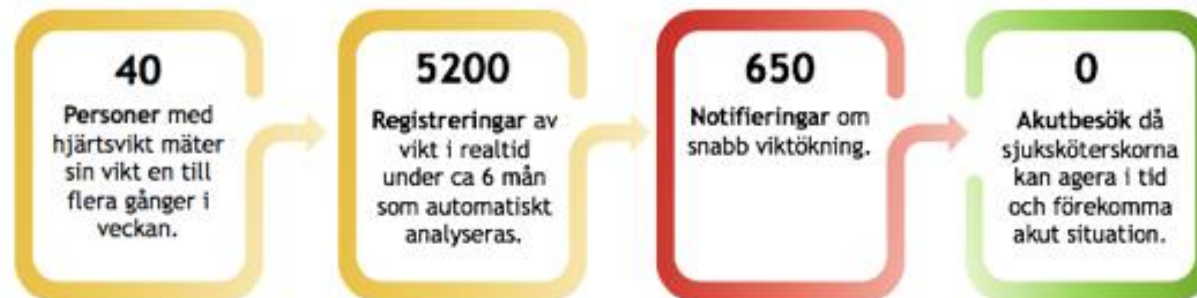 40
Personer med
hjärtsvikt mäter
sin vikt en till
flera gånger i
veckan.
5200
Registreringar av
vikt i realtid
under ca 6 mån
som automatiskt
analyseras.
650
Notifieringar om
snabb viktökning.
0
Akutbesök då
sjuksköterskorna
kan agera i tid
och förekomma
akut situation.